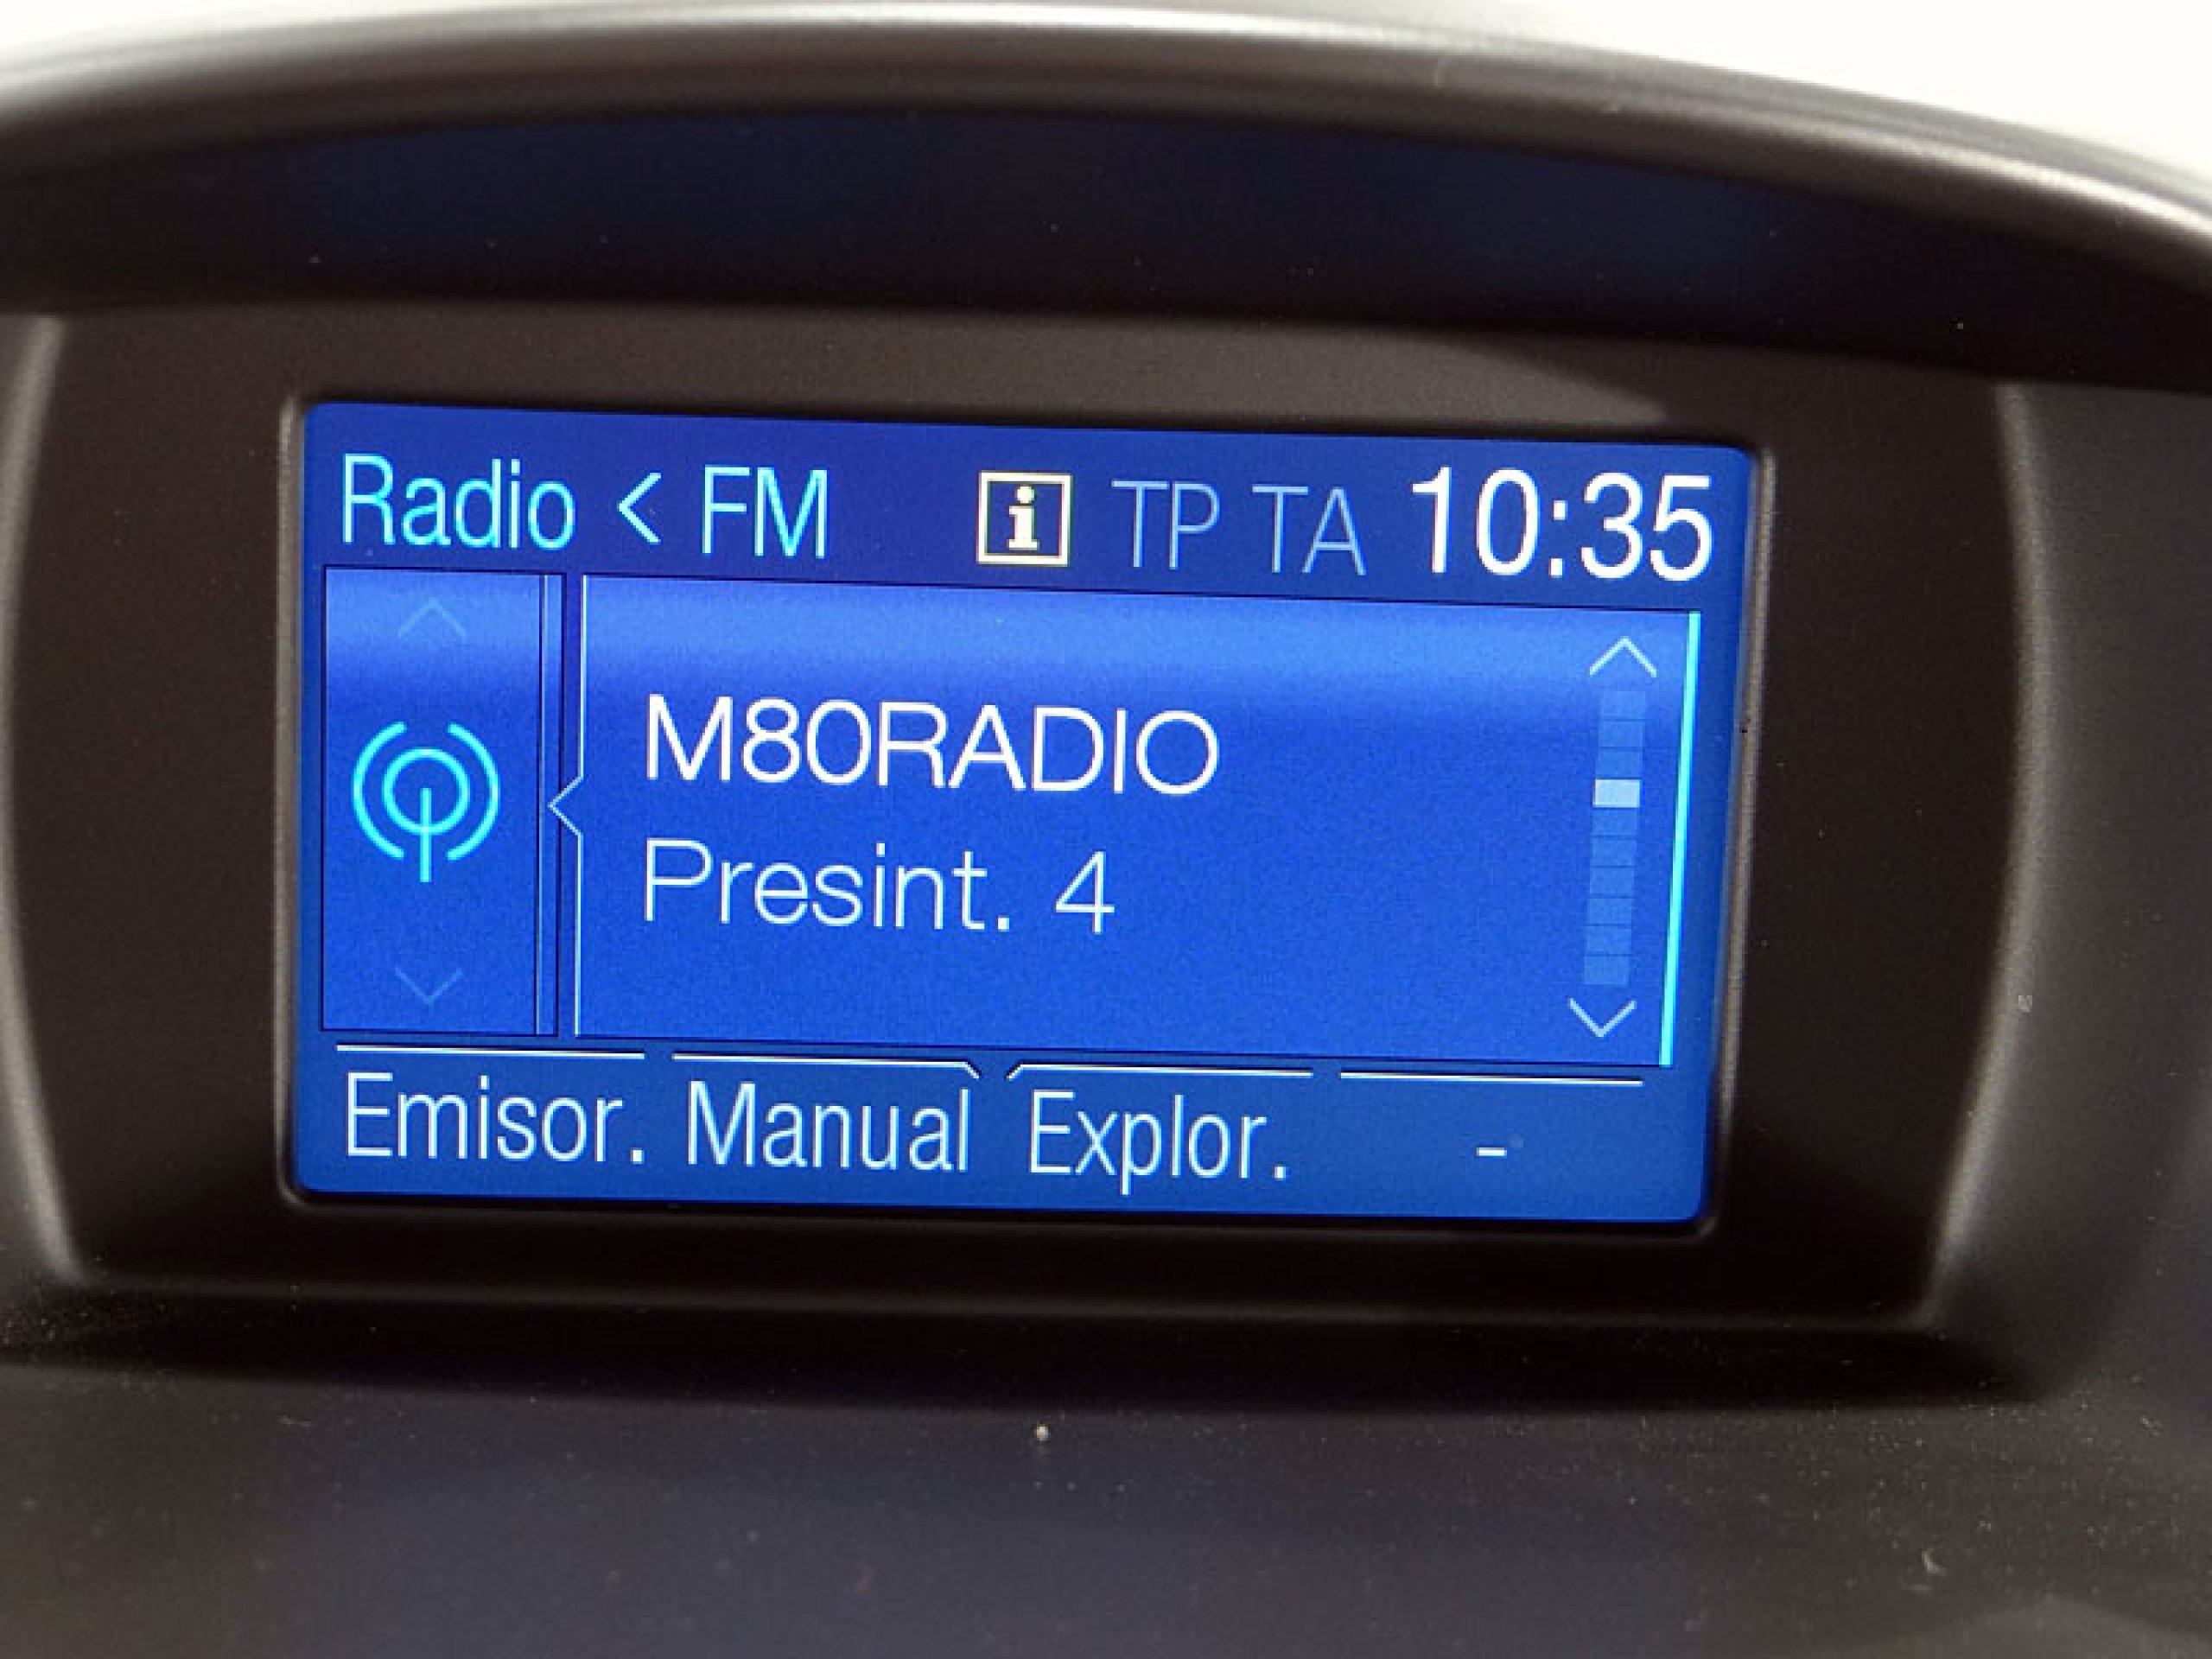 Radio < FM i TP TA 10:35
M80RADIO
Presint. 4
Emisor. Manual Explor. -